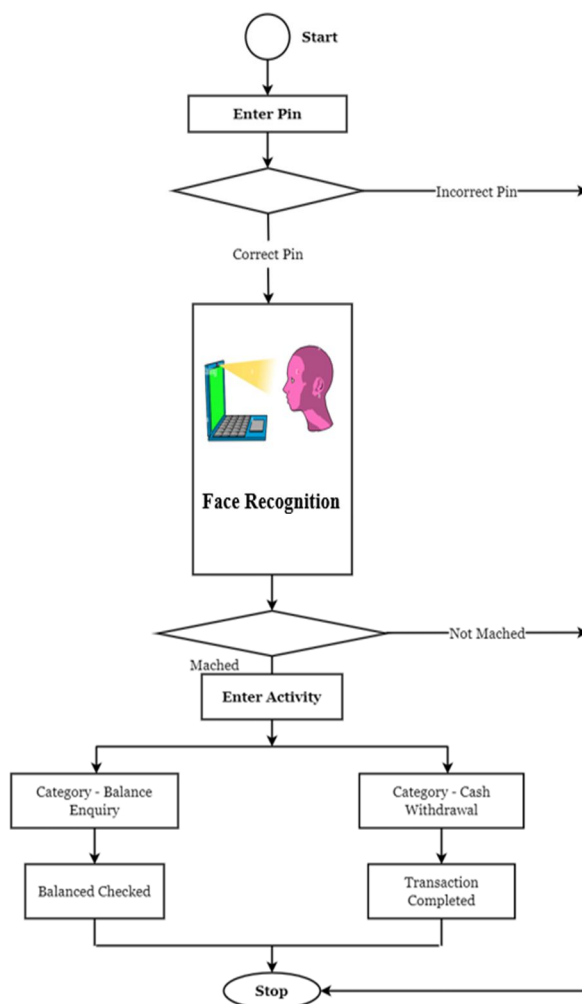 Start
Enter Pin
Incorrect Pin
Correct Pin
Face Recognition
Not Mached
Mached
Enter Activity
Category - Balance
Enquiry
Category - Cash
Withdrawal
Balanced Checked
Transaction
Completed
Stop